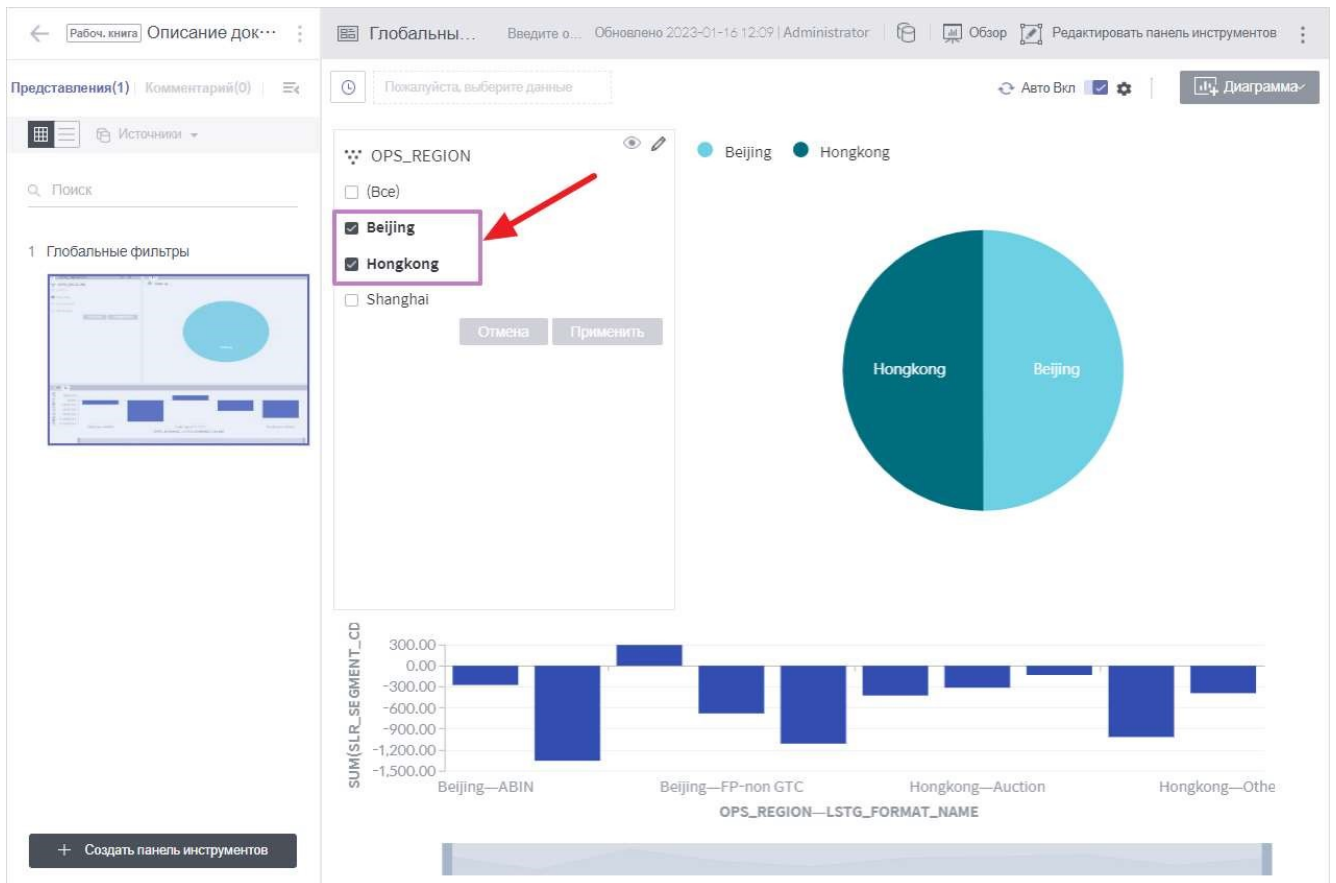 Рабоч. книга Описание док···
Глобальны... Введите о... Обновлено 2023-01-16 12:09 | Administrator Обзор Редактировать панель инструментов
Представления(1) Комментарий(0)
Пожалуйста, выберите данные
Авто Вкл
Диаграмма
Источники
Поиск
1 Глобальные фильтры
+ Создать панель инструментов
OPS_REGION
(Все)
Beijing
Hongkong
Shanghai
Отмена Применить
Beijing Hongkong
Hongkong Beijing
SUM(SLR_SEGMENT_CD
300.00
0.00
-300.00
-600.00
-900.00
-1,200.00
-1,500.00
Beijing—ABIN Beijing—FP-non GTC Hongkong—Auction Hongkong—Othe
OPS_REGION—LSTG_FORMAT_NAME